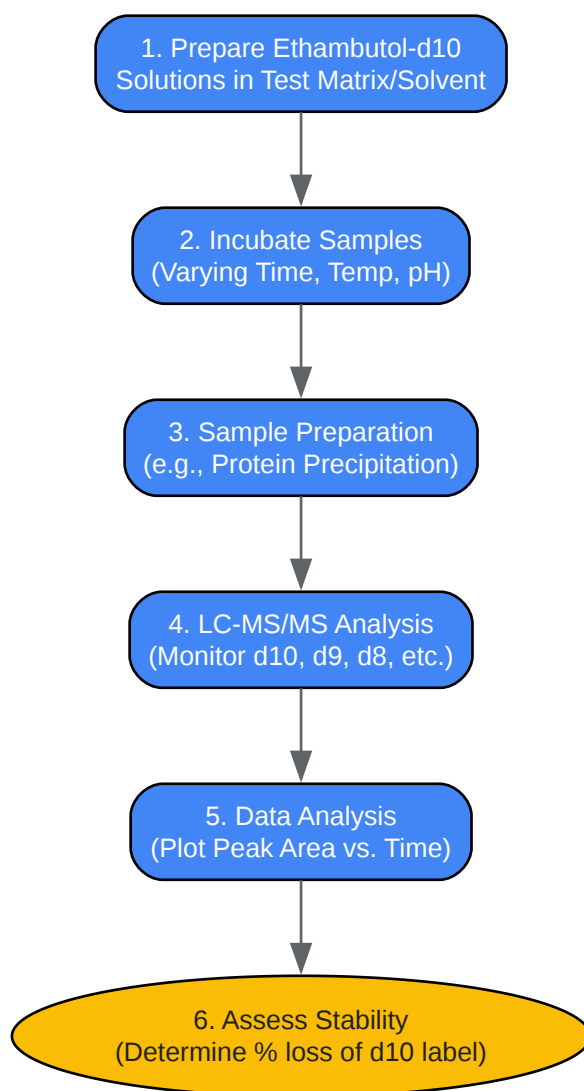 1. Prepare Ethambutol-d10
Solutions in Test Matrix/Solvent
2. Incubate Samples
(Varying Time, Temp, pH)
3. Sample Preparation
(e.g., Protein Precipitation)
4. LC-MS/MS Analysis
(Monitor d10, d9, d8, etc.)
5. Data Analysis
(Plot Peak Area vs. Time)
6. Assess Stability
(Determine % loss of d10 label)